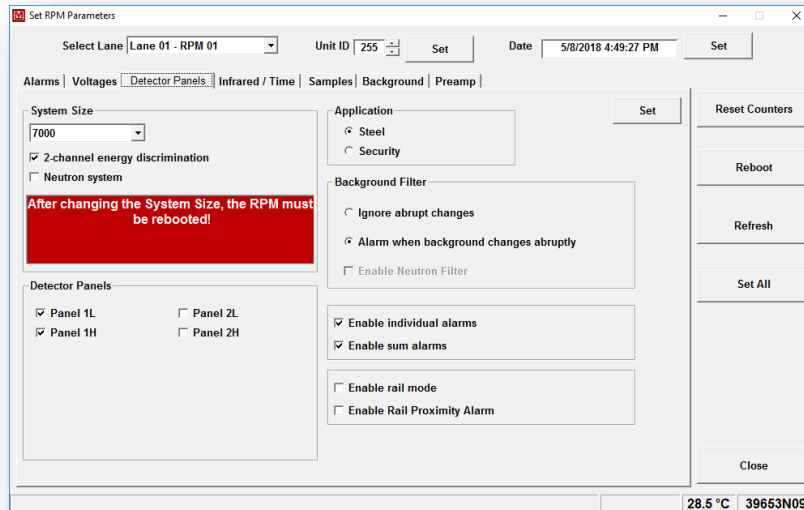 Set RPM Parameters
Select Lane Lane 01 - RPM 01 Unit ID 255 Set Date 5/8/2018 4:49:27 PM Set
Alarms Voltages Detector Panels Infrared / Time Samples Background Preamp
System Size
7000
2-channel energy discrimination
Neutron system
After changing the System Size, the RPM must
be rebooted!
Detector Panels
Panel 1L Panel 2L
Panel 1H Panel 2H
Application
Steel
Security
Set
Background Filter
Ignore abrupt changes
Alarm when background changes abruptly
Enable Neutron Filter
Enable individual alarms
Enable sum alarms
Enable rail mode
Enable Rail Proximity Alarm
Reset Counters
Reboot
Refresh
Set All
Close
28.5 °C 39653N09